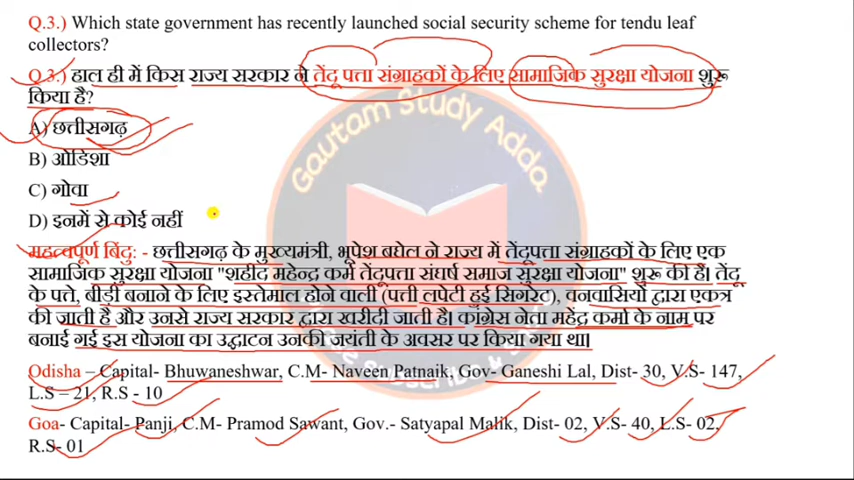 Q.3.) Which state government has recently launched social security scheme for tendu leaf
collectors?
Q.3.) हाल ही में किस राज्य सरकार ने तेंदू पत्ता संग्राहकों के लिए सामाजिक सुरक्षा योजना शुरू
किया है?
A) छत्तीसगढ़
B) ओडिशा
C) गोवा
D) इनमें से कोई नहीं
महत्वपूर्ण बिंदु: - छत्तीसगढ़ के मुख्यमंत्री, भूपेश बघेल ने राज्य में तेंदूपत्ता संग्राहकों के लिए एक
सामाजिक सुरक्षा योजना "शहीद महेन्द्र कर्म तेंदूपत्ता संघर्ष समाज सुरक्षा योजना" शुरू की है। तेंदू
के पत्ते, बीड़ी बनाने के लिए इस्तेमाल होने वाली (पत्ती लपेटी हुई सिगरेट), वनवासियों द्वारा एकत्र
की जाती है और उनसे राज्य सरकार द्वारा खरीदी जाती है। कांग्रेस नेता महेंद्र कर्मा के नाम पर
बनाई गई इस योजना का उद्घाटन उनकी जयंती के अवसर पर किया गया था।
Odisha – Capital- Bhuwaneshwar, C.M- Naveen Patnaik, Gov- Ganeshi Lal, Dist- 30, V.S- 147,
L.S – 21, R.S - 10
Goa- Capital- Panji, C.M- Pramod Sawant, Gov.- Satyapal Malik, Dist- 02, V.S- 40, L.S- 02,
R.S- 01
Gautam Study Adda